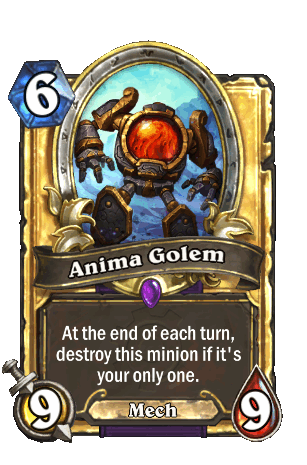 6
Anima Golem
At the end of each turn,
destroy this minion if it's
your only one.
9
Mech
9